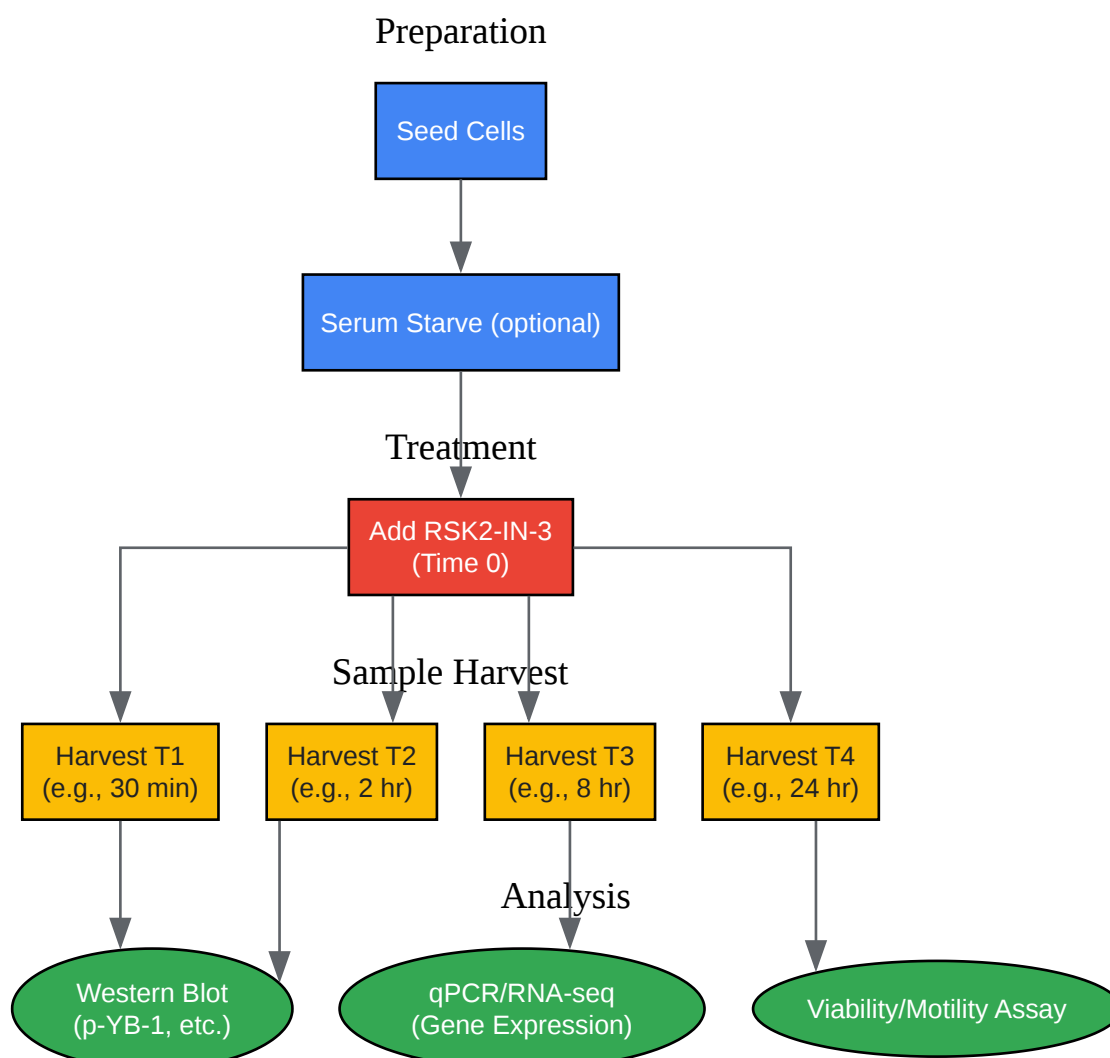 Preparation
Seed Cells
Serum Starve (optional)
Treatment
Add RSK2-IN-3
(Time 0)
Sample Harvest
Harvest T1
(e.g., 30 min)
Harvest T2
(e.g., 2 hr)
Harvest T3
(e.g., 8 hr)
Harvest T4
(e.g., 24 hr)
Analysis
Western Blot
(p-YB-1, etc.)
qPCR/RNA-seq
(Gene Expression)
Viability/Motility Assay